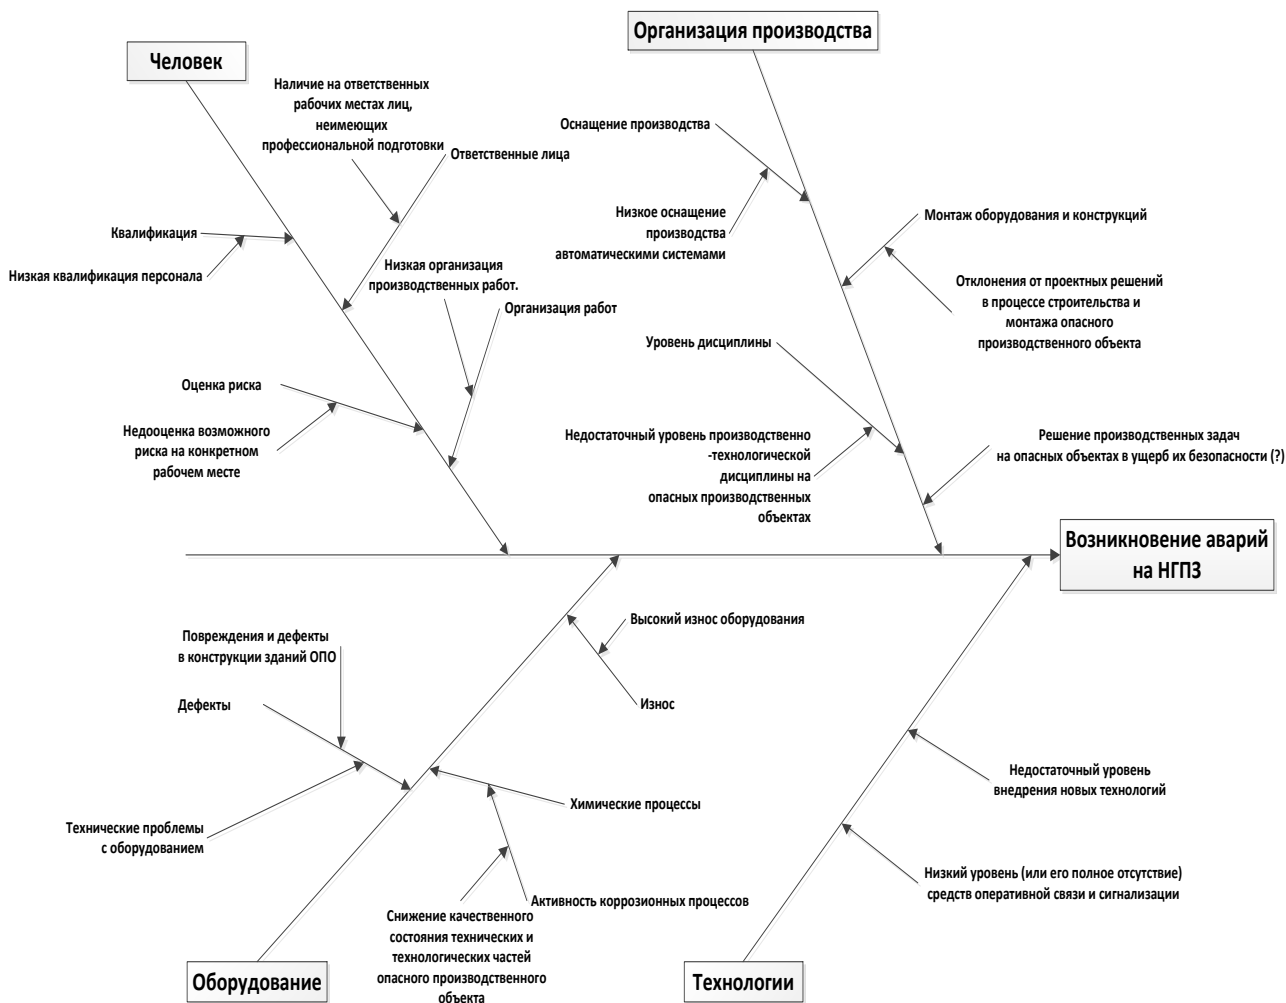 Человек
Организация производства
Наличие на ответственных
рабочих местах лиц,
неимеющих
профессиональной подготовки
Ответственные лица
Квалификация
Низкая квалификация персонала
Низкая организация
производственных работ.
Организация работ
Оценка риска
Недооценка возможного
риска на конкретном
рабочем месте
Оснащение производства
Низкое оснащение
производства
автоматическими системами
Монтаж оборудования и конструкций
Отклонения от проектных решений
в процессе строительства и
монтажа опасного
производственного объекта
Уровень дисциплины
Недостаточный уровень производственно
-технологической
дисциплины на
опасных производственных
объектах
Решение производственных задач
на опасных объектах в ущерб их безопасности (?)
Возникновение аварий
на НГПЗ
Высокий износ оборудования
Износ
Повреждения и дефекты
в конструкции зданий ОПО
Дефекты
Технические проблемы
с оборудованием
Химические процессы
Активность коррозионных процессов
Снижение качественного
состояния технических и
технологических частей
опасного производственного
объекта
Недостаточный уровень
внедрения новых технологий
Низкий уровень (или его полное отсутствие)
средств оперативной связи и сигнализации
Оборудование
Технологии